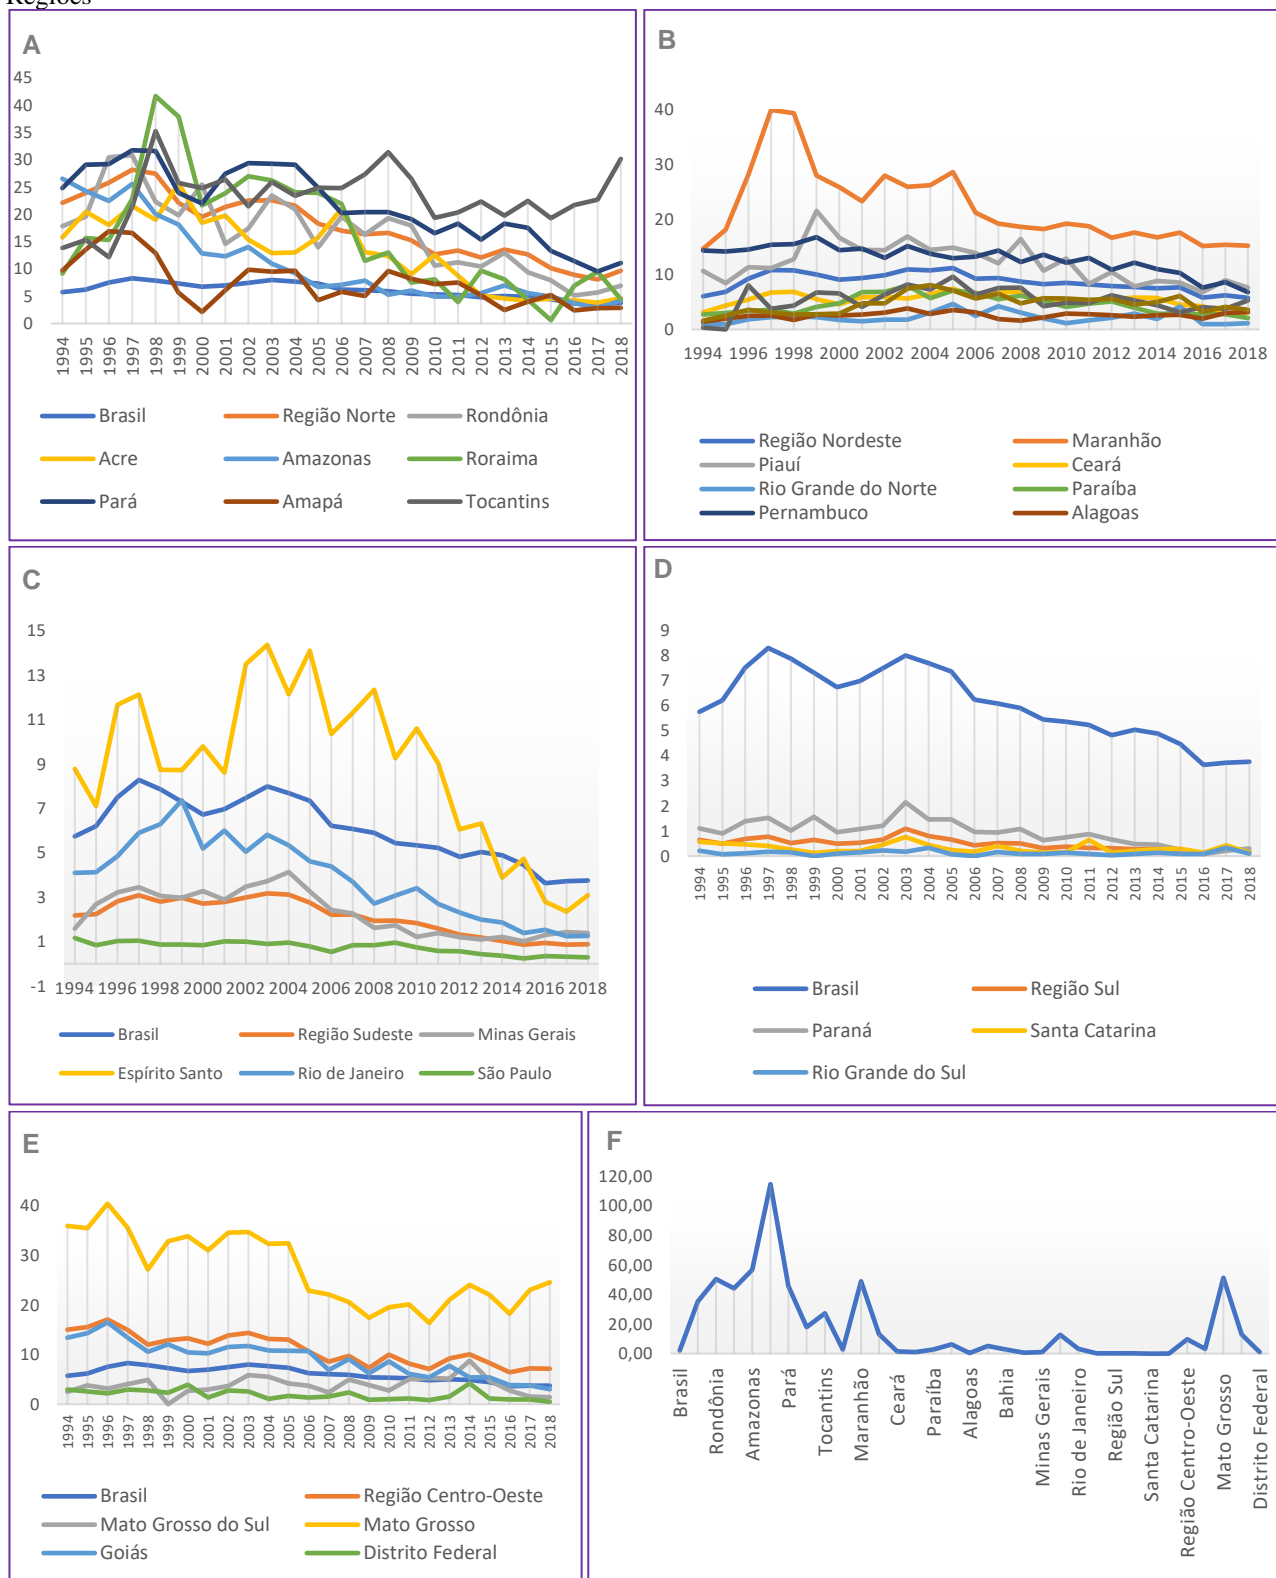 Regiões
A
45
40
35
30
25
20
15
10
5
0
1994 1995 1996 1997 1998 1999 2000 2001 2002 2003 2004 2005 2006 2007 2008 2009 2010 2011 2012 2013 2014 2015 2016 2017 2018
Brasil Região Norte Rondônia
Acre Amazonas Roraima
Pará Amapá Tocantins
B
40
30
20
10
0
1994 1996 1998 2000 2002 2004 2006 2008 2010 2012 2014 2016 2018
Região Nordeste Maranhão
Piauí Ceará
Rio Grande do Norte Paraíba
Pernambuco Alagoas
C
15
13
11
9
7
5
3
1
-1
1994 1996 1998 2000 2002 2004 2006 2008 2010 2012 2014 2016 2018
Brasil Região Sudeste Minas Gerais
Espírito Santo Rio de Janeiro São Paulo
D
9
8
7
6
5
4
3
2
1
0
1994 1995 1996 1997 1998 1999 2000 2001 2002 2003 2004 2005 2006 2007 2008 2009 2010 2011 2012 2013 2014 2015 2016 2017 2018
Brasil Região Sul
Paraná Santa Catarina
Rio Grande do Sul
E
40
30
20
10
0
1994 1995 1996 1997 1998 1999 2000 2001 2002 2003 2004 2005 2006 2007 2008 2009 2010 2011 2012 2013 2014 2015 2016 2017 2018
Brasil Região Centro-Oeste
Mato Grosso do Sul Mato Grosso
Goiás Distrito Federal
F
120,00
100,00
80,00
60,00
40,00
20,00
0,00
Brasil
Rondônia
Amazonas
Pará
Tocantins
Maranhão
Ceará
Paraíba
Alagoas
Bahia
Minas Gerais
Rio de Janeiro
Região Sul
Santa Catarina
Região Centro-Oeste
Mato Grosso
Distrito Federal